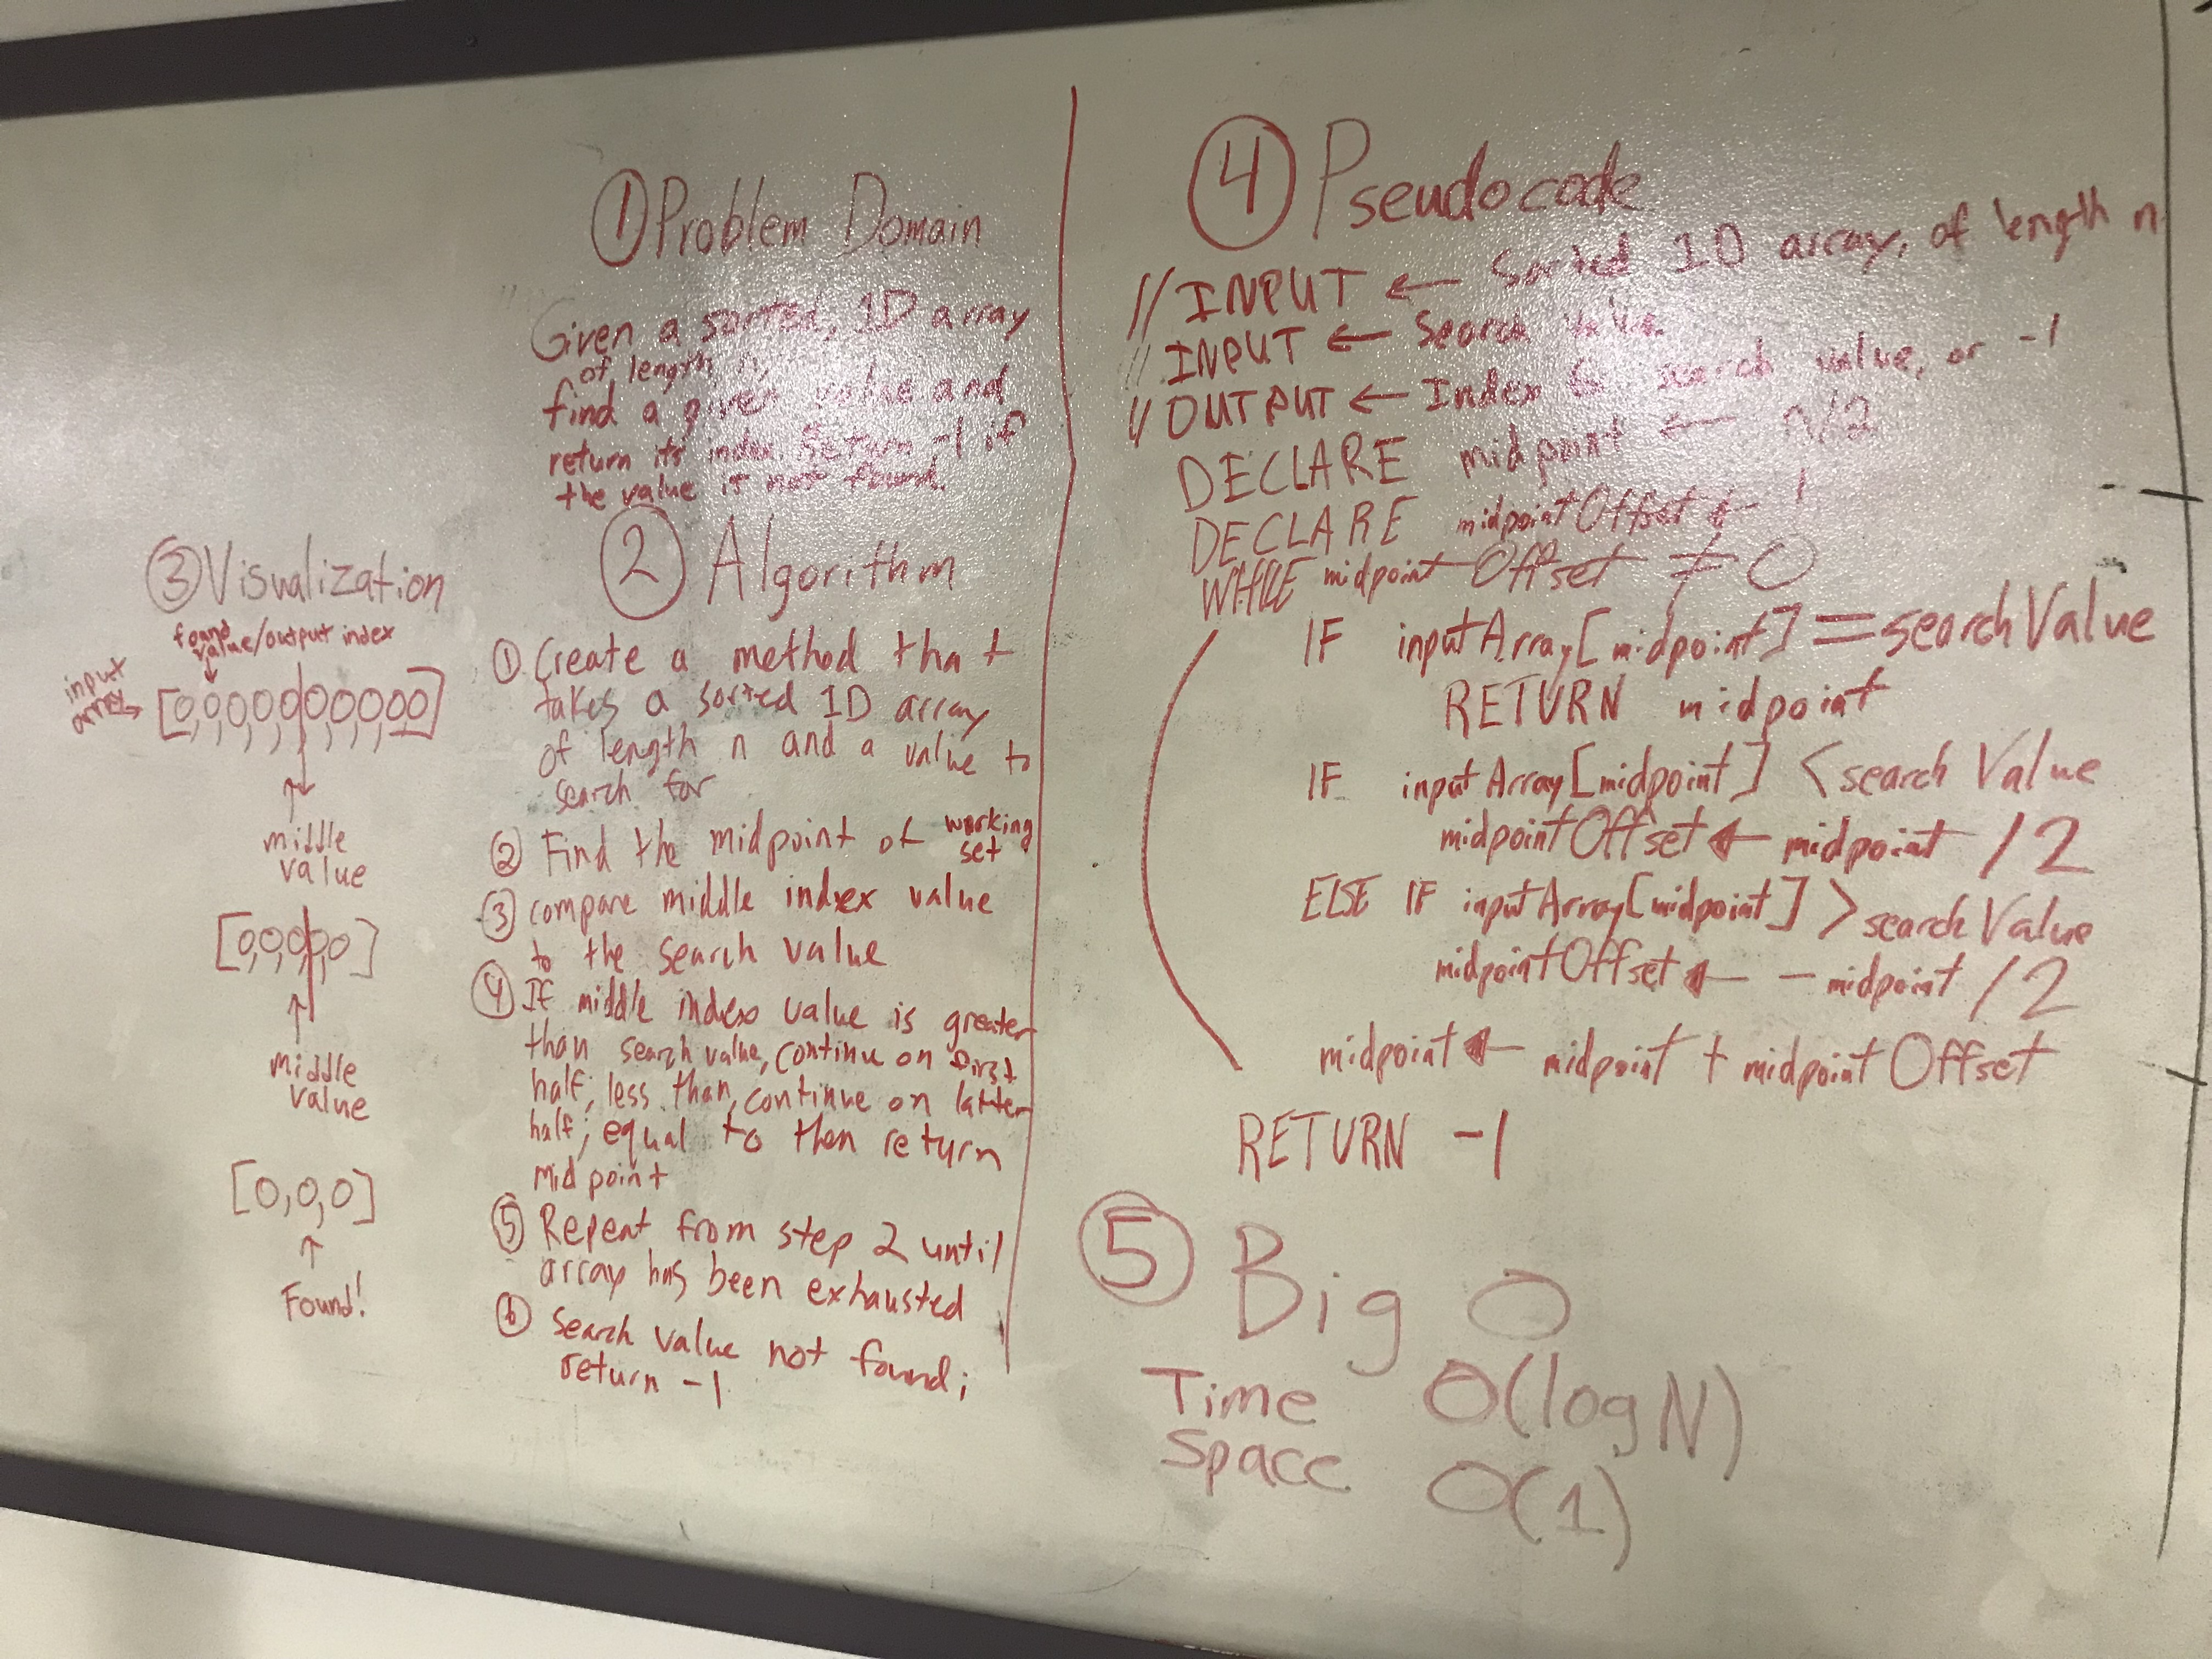 ① Problem Domain
Given a sorted, 1D array
of length n,
find a given value and
return its index. Return -1 if
the value is not found.
② Algorithm
① Create a method that
takes a sorted 1D array
of length n and a value to
search for
② Find the midpoint of working
set
③ compare middle index value
to the search value
④ If middle index value is greater
than search value, continue on first
half; less than, continue on latter
half; equal to then return
midpoint
⑤ Repeat from step 2 until
array has been exhausted
⑥ Search value not found;
return -1
③ Visualization
found
value/output index
input
array →
[0,0,0,0,0,0,0,0,0,0]
middle
value
[0,0,0,0,0]
middle
value
[0,0,0]
Found!
④ Pseudocode
// INPUT ← Sorted 1D array, of length n
// INPUT ← Search value
// OUTPUT ← Index search value, or -1
DECLARE midpoint ← n/2
DECLARE midpointOffset ← 1
WHILE midpointOffset ≠ 0
IF inputArray[midpoint] = searchValue
RETURN midpoint
IF inputArray[midpoint] < searchValue
midpointOffset ← midpoint / 2
ELSE IF inputArray[midpoint] > searchValue
midpointOffset ← - midpoint / 2
midpoint ← midpoint + midpointOffset
RETURN -1
⑤ Big O
Time O(log N)
Space O(1)